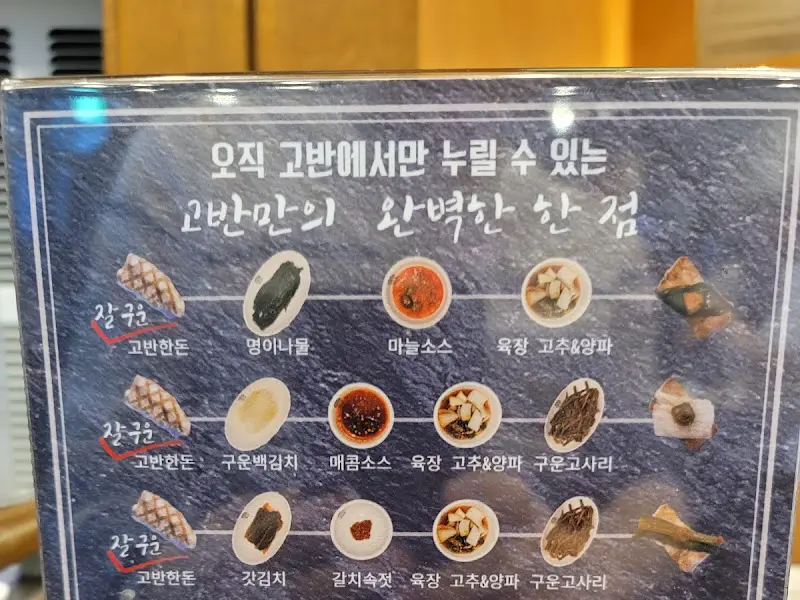 오직 고반에서만 누릴 수 있는
고반만의 완벽한 한 점
잘 구운
고반한돈 명이나물 마늘소스 육장 고추&양파
잘 구운
고반한돈 구운백김치 매콤소스 육장 고추&양파 구운고사리
잘 구운
고반한돈 갓김치 갈치속젓 육장 고추&양파 구운고사리